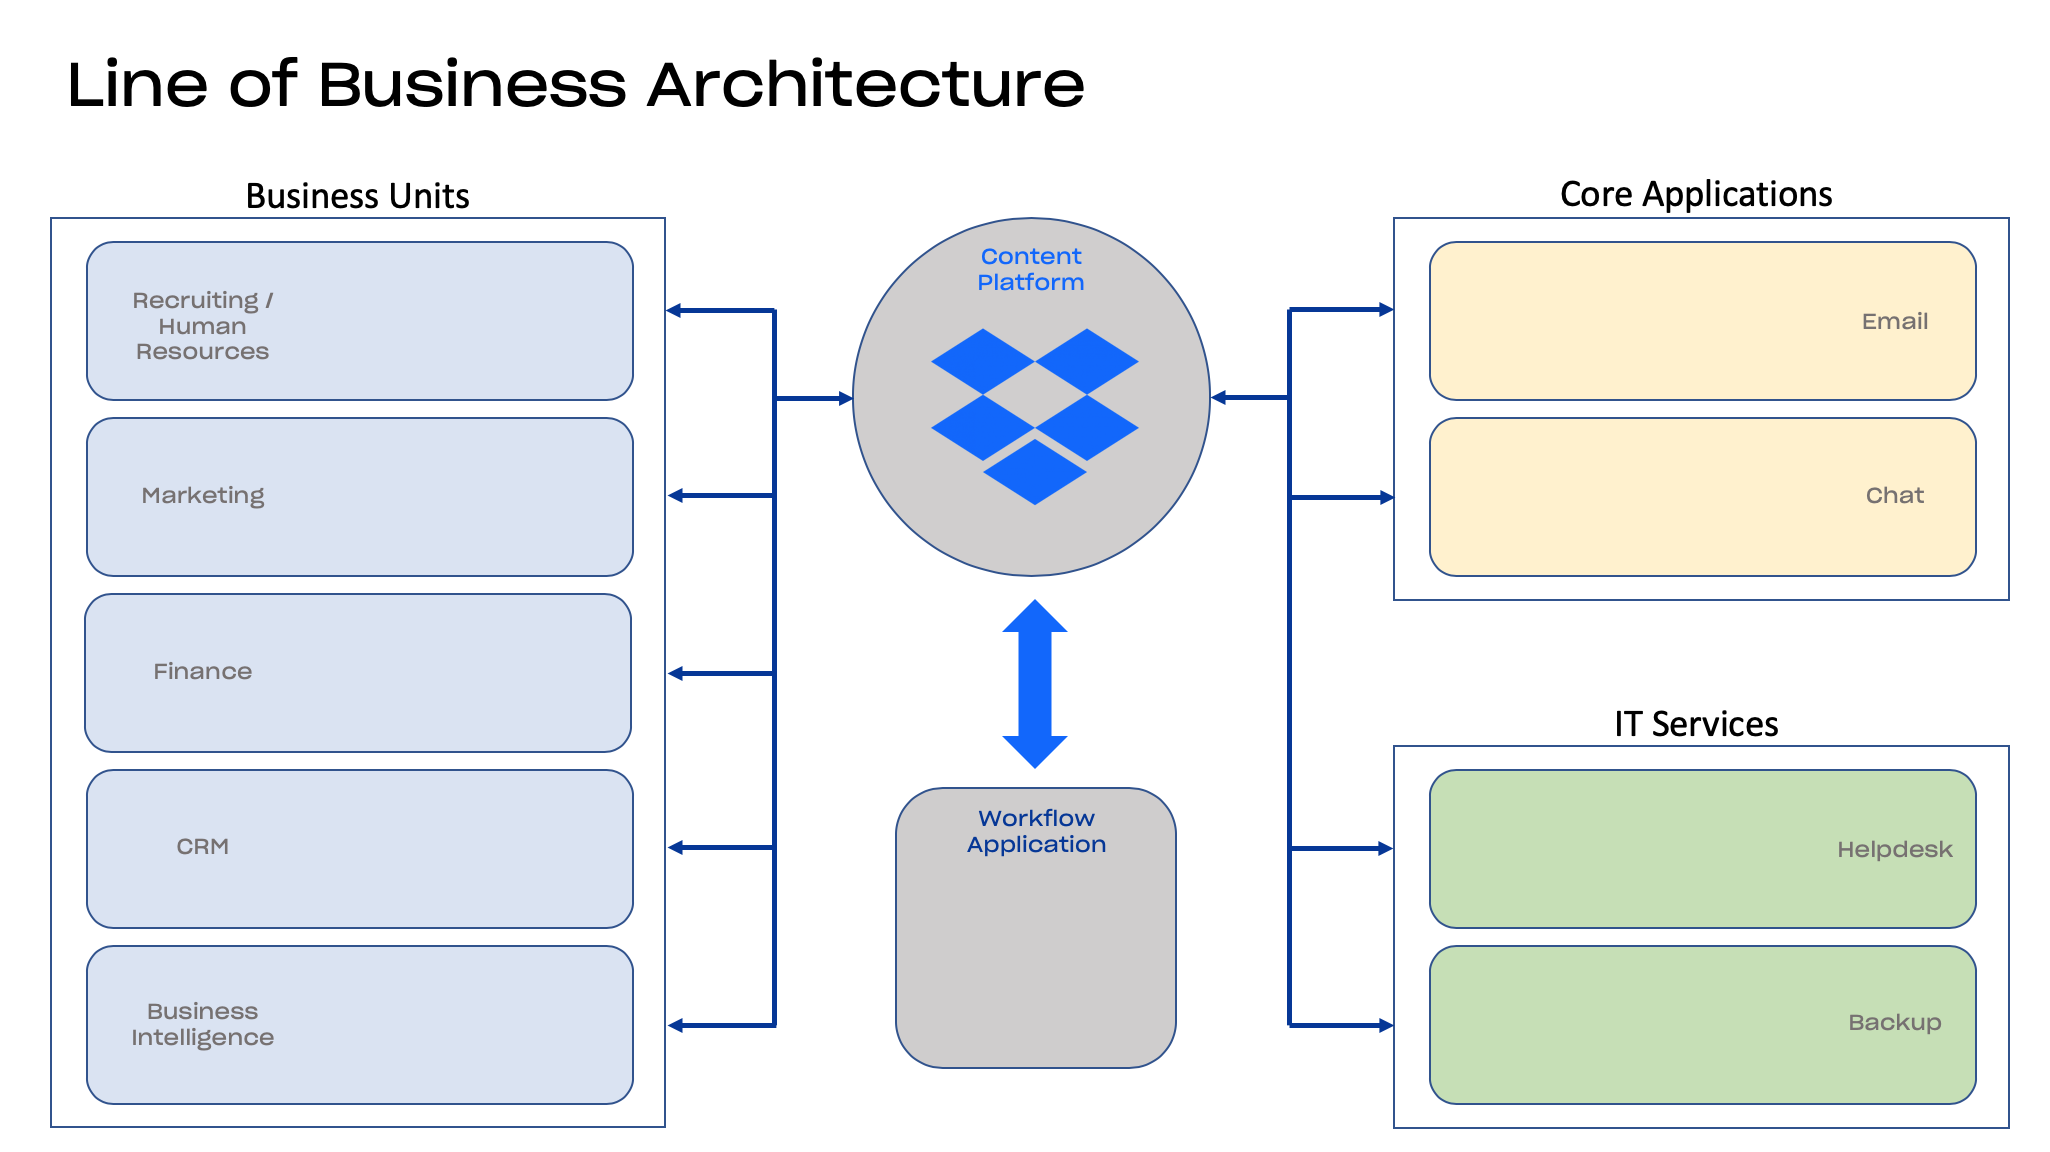 Line of Business Architecture
Business Units
Recruiting /
Human
Resources
Marketing
Finance
CRM
Business
Intelligence
Content
Platform
Workflow
Application
Core Applications
Email
Chat
IT Services
Helpdesk
Backup